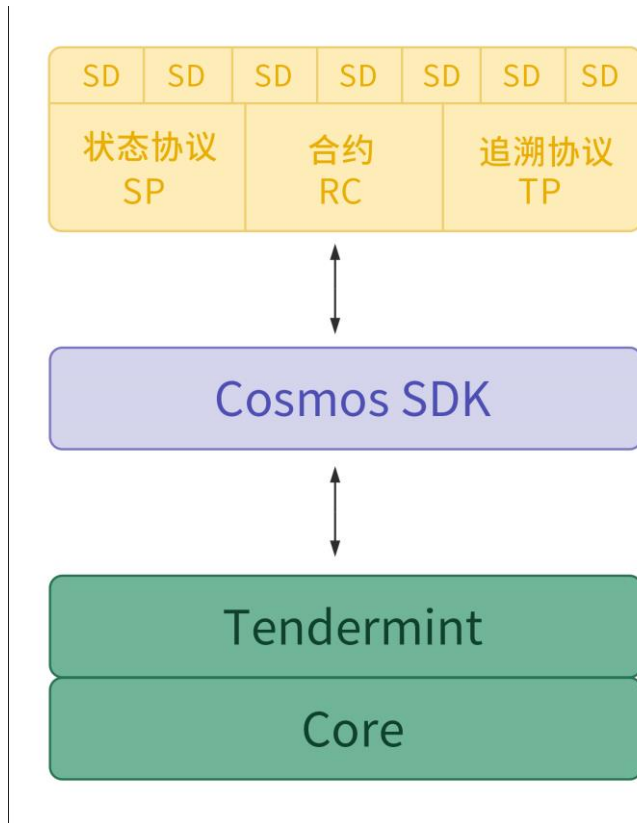 SD SD SD SD SD SD SD
状态协议 合约 追溯协议
SP RC TP
Cosmos SDK
Tendermint
Core